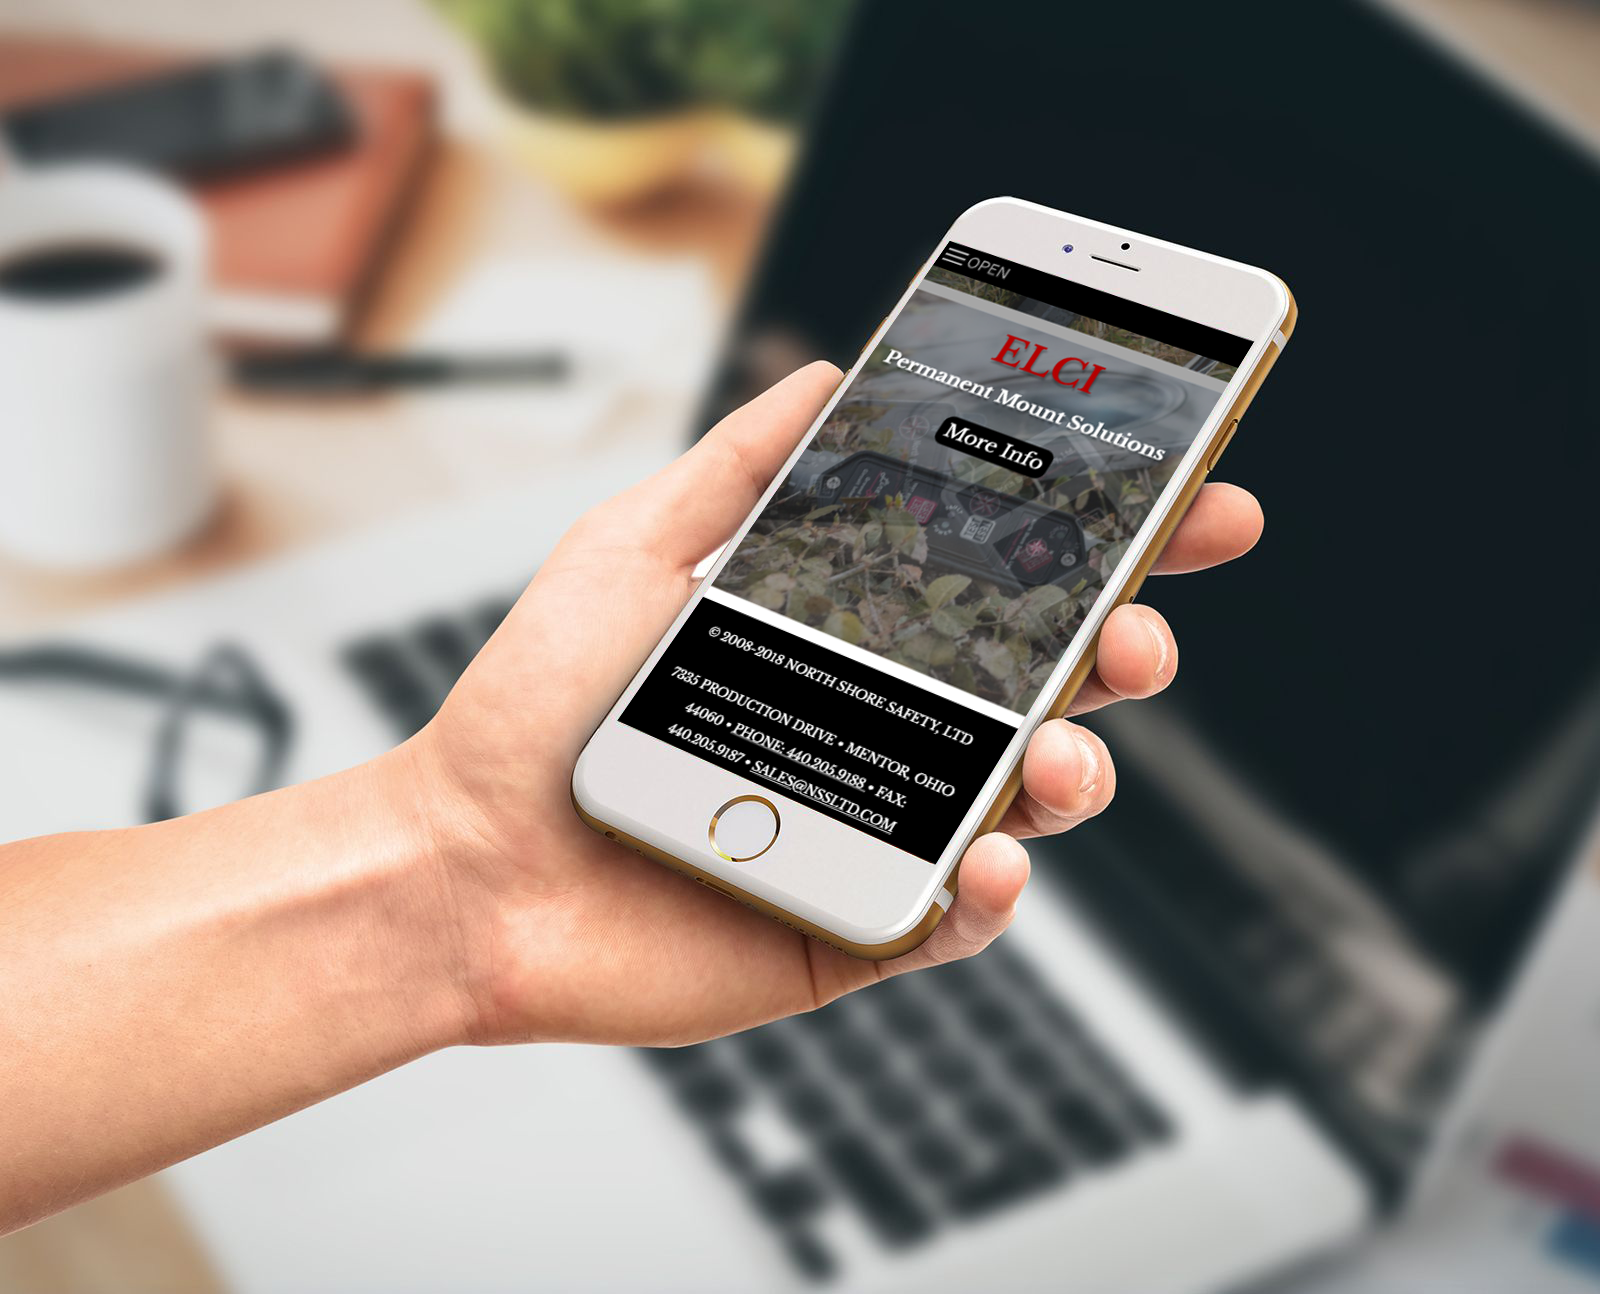 OPEN
ELCI
Permanent Mount Solutions
More Info
© 2008-2018 NORTH SHORE SAFETY, LTD
7335 PRODUCTION DRIVE • MENTOR, OHIO
44060 • PHONE: 440.205.9188 • FAX:
440.205.9187 • SALES@NSSLTD.COM